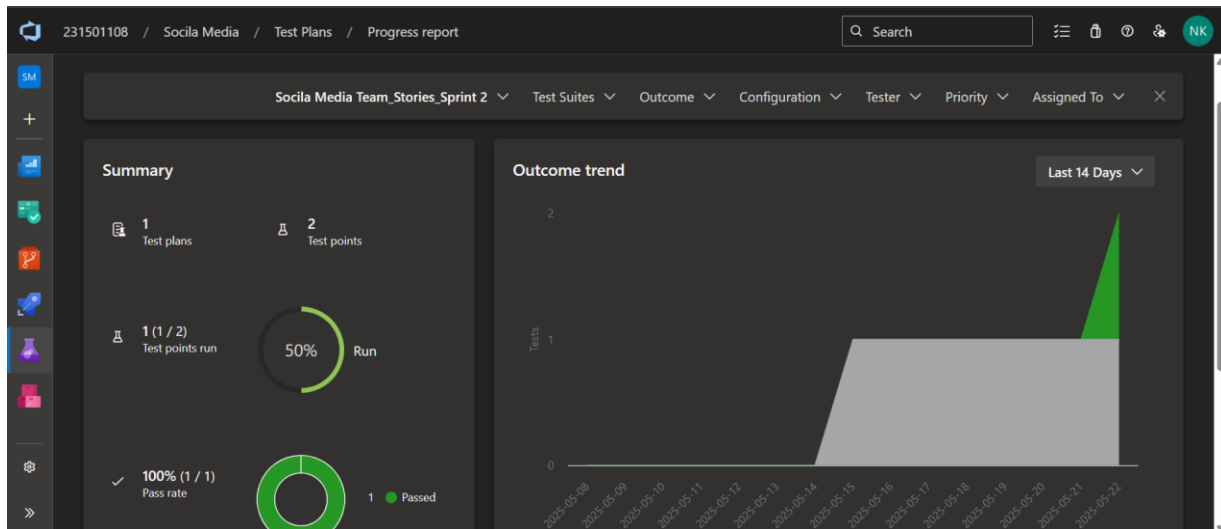 231501108 / Socila Media / Test Plans / Progress report
Search
NK
SM
Socila Media Team_Stories_Sprint 2 Test Suites Outcome Configuration Tester Priority Assigned To
Summary
1
Test plans
2
Test points
1 (1 / 2)
Test points run
50%
Run
100% (1 / 1)
Pass rate
1 Passed
Outcome trend
Last 14 Days
2
Tests
1
0
2025-05-08
2025-05-09
2025-05-10
2025-05-11
2025-05-12
2025-05-13
2025-05-14
2025-05-15
2025-05-16
2025-05-17
2025-05-18
2025-05-19
2025-05-20
2025-05-21
2025-05-22